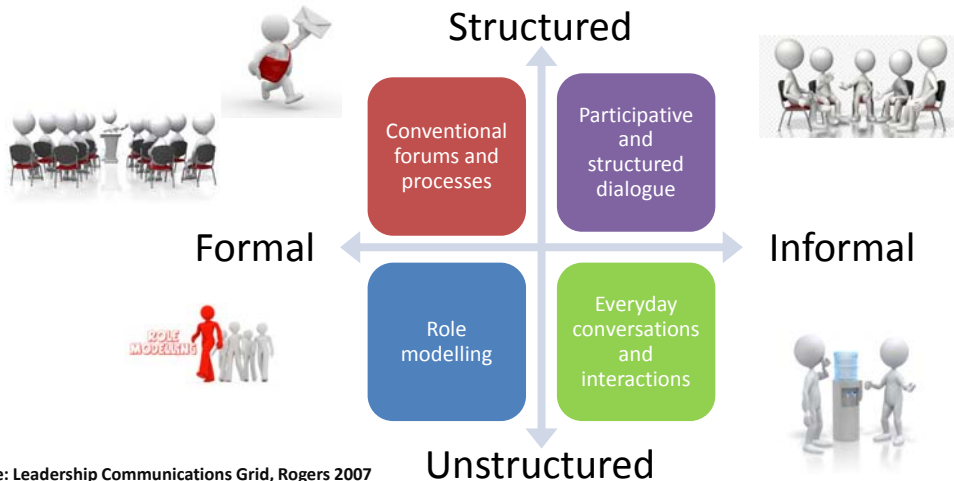 Structured
Conventional
forums and
processes
Participative
and
structured
dialogue
Formal
Informal
ROLE
MODELLING
Role
modelling
Everyday
conversations
and
interactions
Unstructured
e: Leadership Communications Grid, Rogers 2007